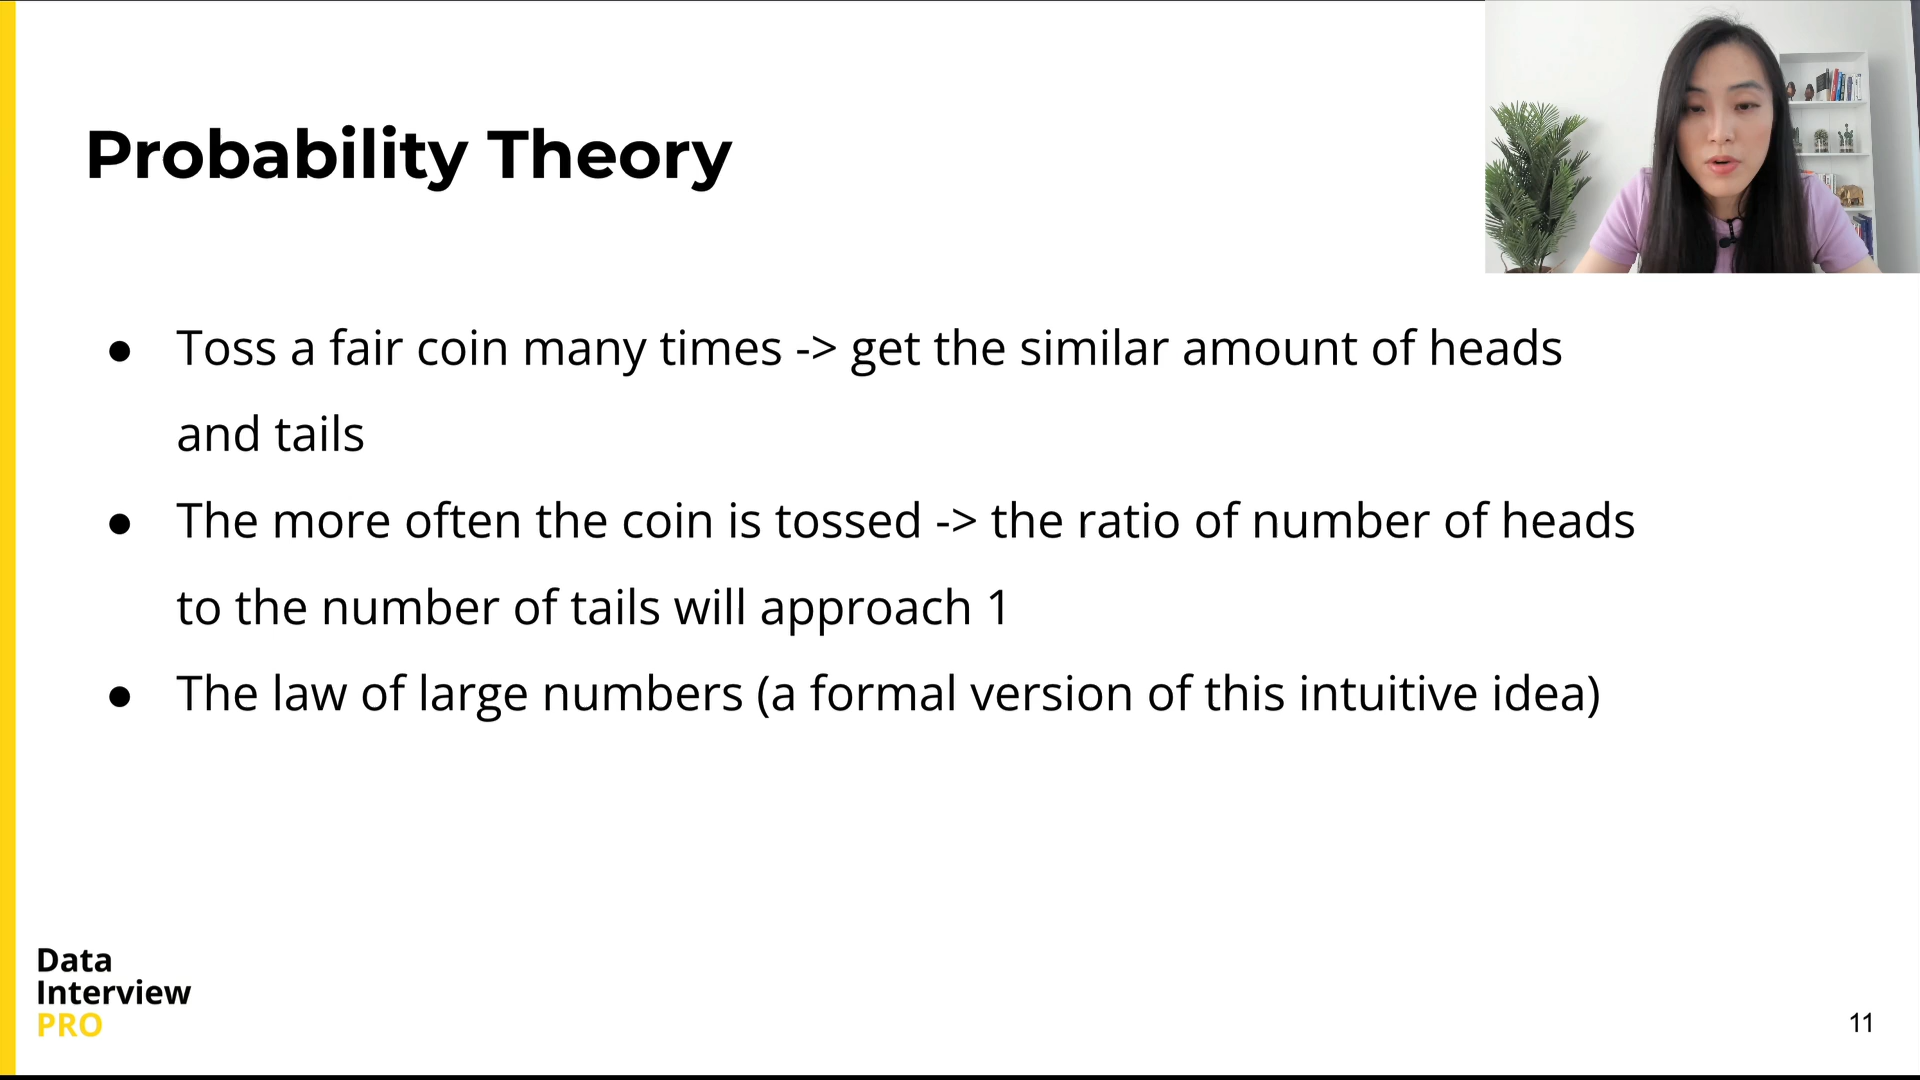 Probability Theory
● Toss a fair coin many times -> get the similar amount of heads
and tails
● The more often the coin is tossed -> the ratio of number of heads
to the number of tails will approach 1
● The law of large numbers (a formal version of this intuitive idea)
Data
Interview
PRO
11